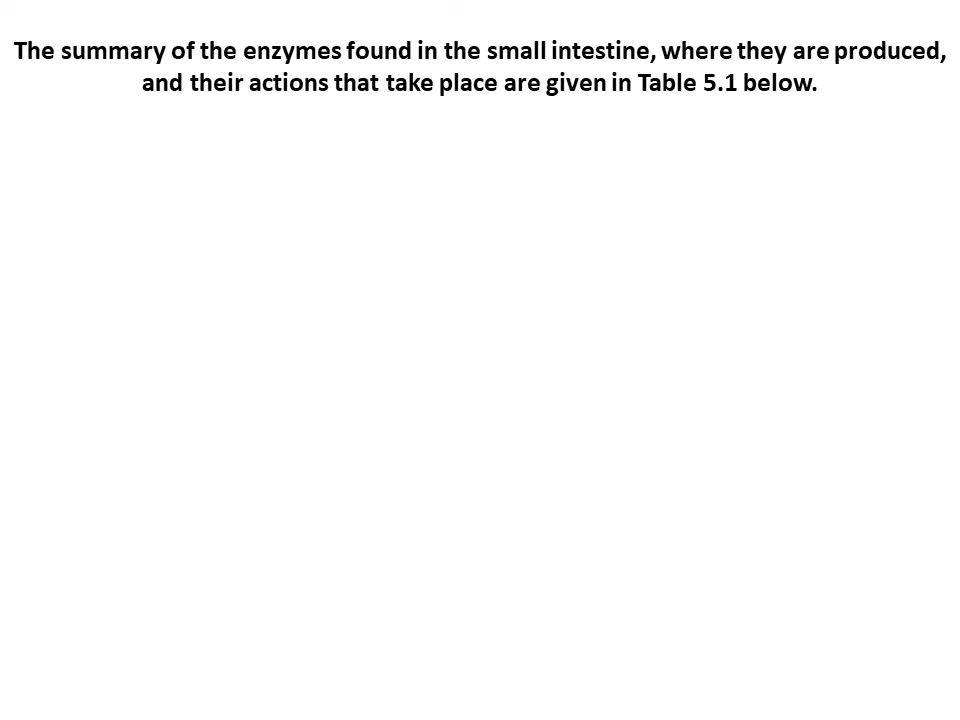 The summary of the enzymes found in the small intestine, where they are produced,
and their actions that take place are given in Table 5.1 below.